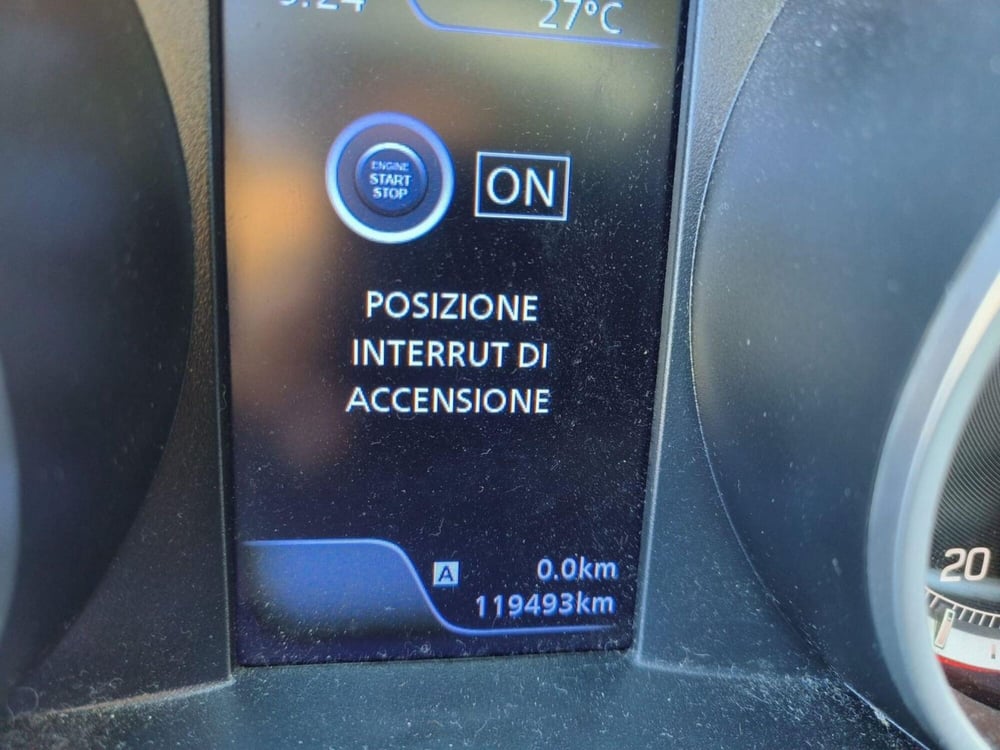 27°C
ENGINE
START
STOP
ON
POSIZIONE
INTERRUT DI
ACCENSIONE
A
0.0km
119493km
20